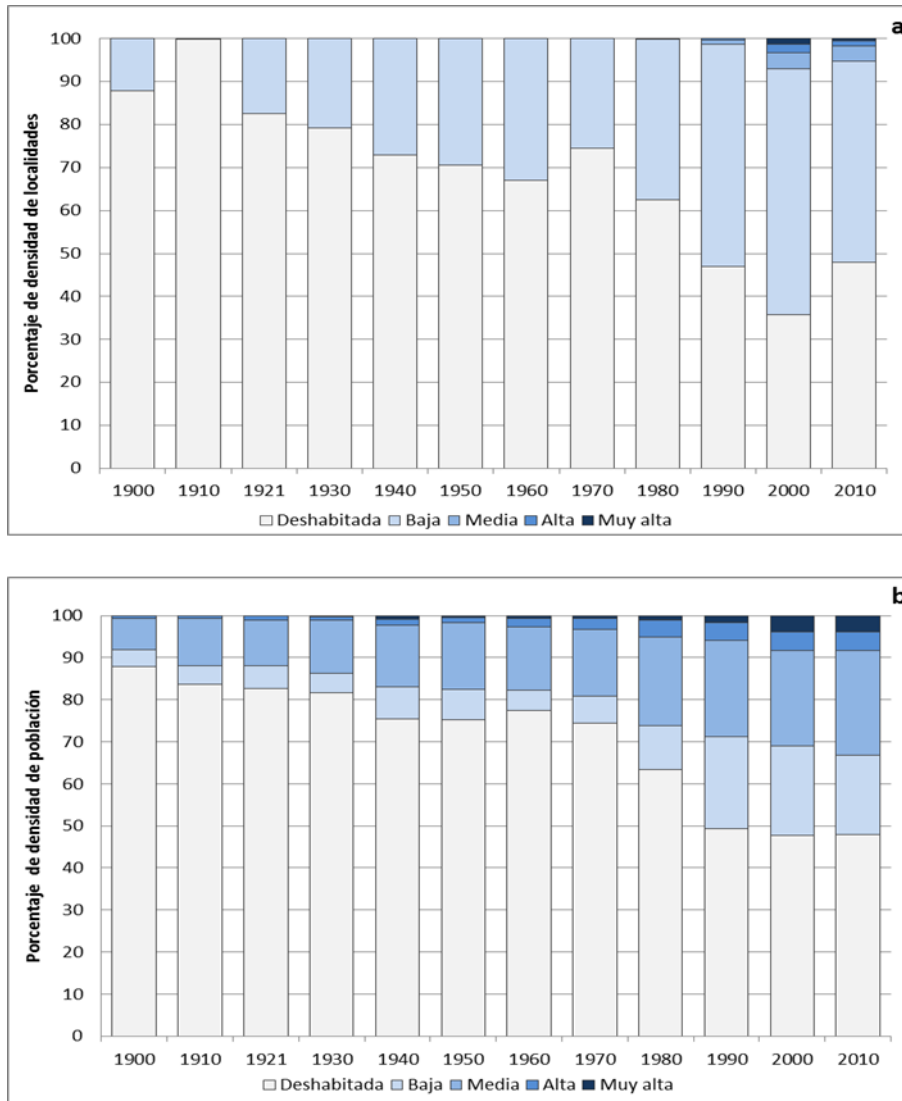 a
Porcentaje de densidad de localidades
100
90
80
70
60
50
40
30
20
10
0
1900 1910 1921 1930 1940 1950 1960 1970 1980 1990 2000 2010
Deshabitada Baja Media Alta Muy alta
b
Porcentaje de densidad de población
100
90
80
70
60
50
40
30
20
10
0
1900 1910 1921 1930 1940 1950 1960 1970 1980 1990 2000 2010
Deshabitada Baja Media Alta Muy alta